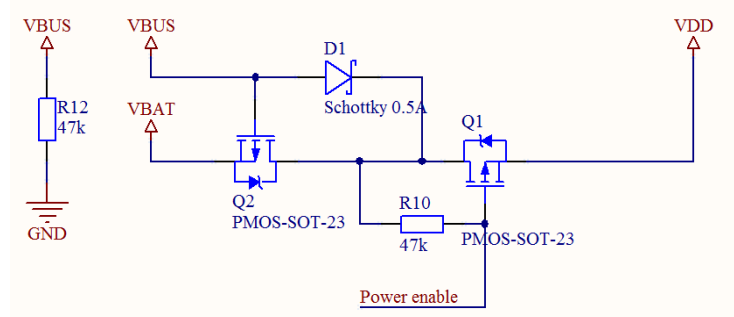 VBUS
VBUS
VDD
D1
R12
47k
VBAT
Schottky 0.5A
Q1
Q2
PMOS-SOT-23
R10
47k
PMOS-SOT-23
GND
Power enable